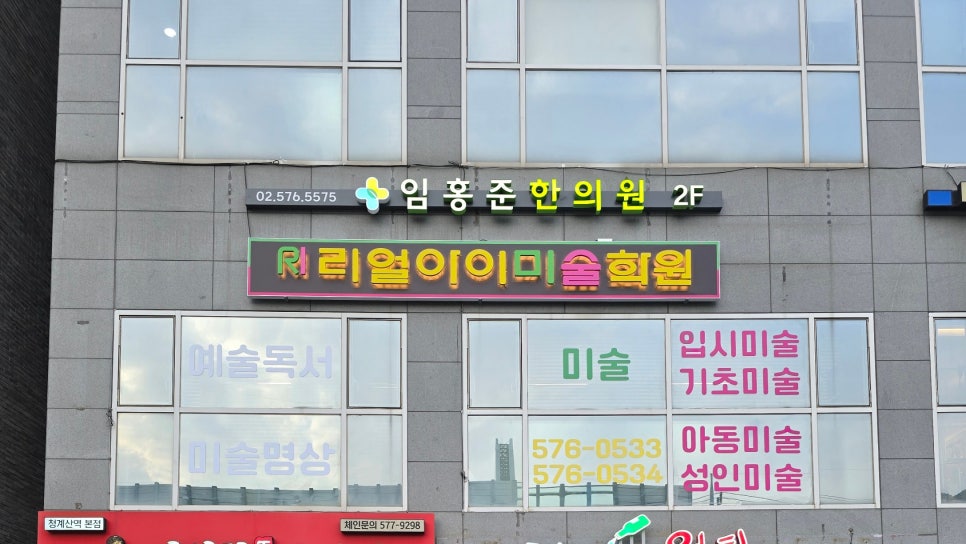 02.576.5575 임홍준한의원 2F
RI 리얼아이미술학원
예술독서
미술
입시미술
기초미술
미술명상
576-0533
576-0534
아동미술
성인미술
청계산역 본점
체인문의 577-9298